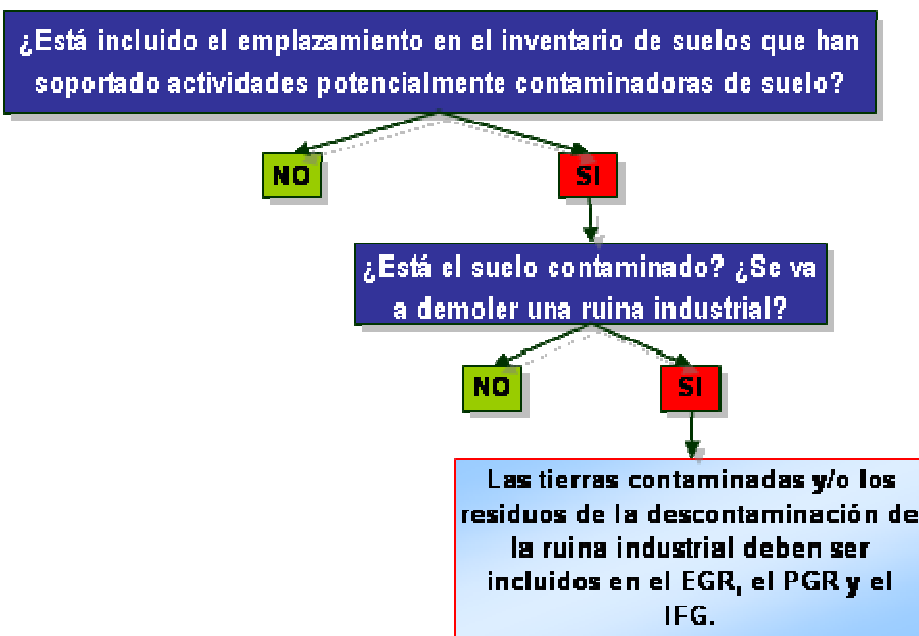 ¿Está incluido el emplazamiento en el inventario de suelos que han
soportado actividades potencialmente contaminadoras de suelo?
NO
SI
¿Está el suelo contaminado? ¿Se va
a demoler una ruina industrial?
NO
SI
Las tierras contaminadas y/o los
residuos de la descontaminación de
la ruina industrial deben ser
incluidos en el EGR, el PGR y el
IFG.